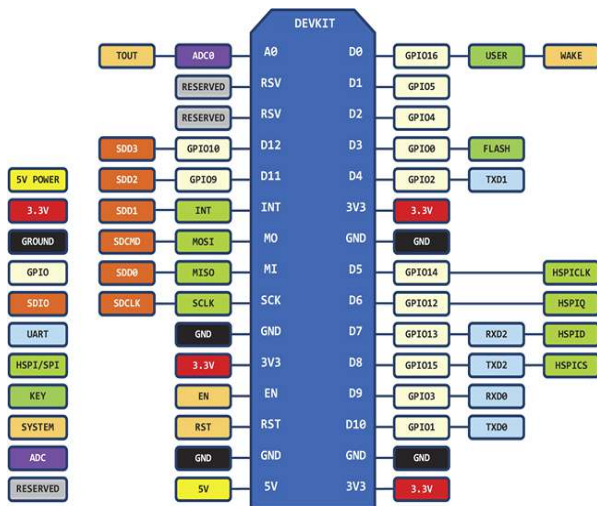 DEVKIT
TOUT ADC0 A0 D0 GPIO16 USER WAKE
RESERVED RSV D1 GPIO5
RESERVED RSV D2 GPIO4
SDD3 GPIO10 D12 D3 GPIO0 FLASH
5V POWER SDD2 GPIO9 D11 D4 GPIO2 TXD1
3.3V SDD1 INT INT 3V3 3.3V
GROUND SDCMD MOSI MO GND GND
GPIO SDD0 MISO MI D5 GPIO14 HSPICLK
SDIO SDCLK SCLK SCK D6 GPIO12 HSPIQ
UART GND GND D7 GPIO13 RXD2 HSPID
HSPI/SPI 3.3V 3V3 D8 GPIO15 TXD2 HSPICS
KEY EN EN D9 GPIO3 RXD0
SYSTEM RST RST D10 GPIO1 TXD0
ADC GND GND GND GND
RESERVED 5V 5V 3V3 3.3V